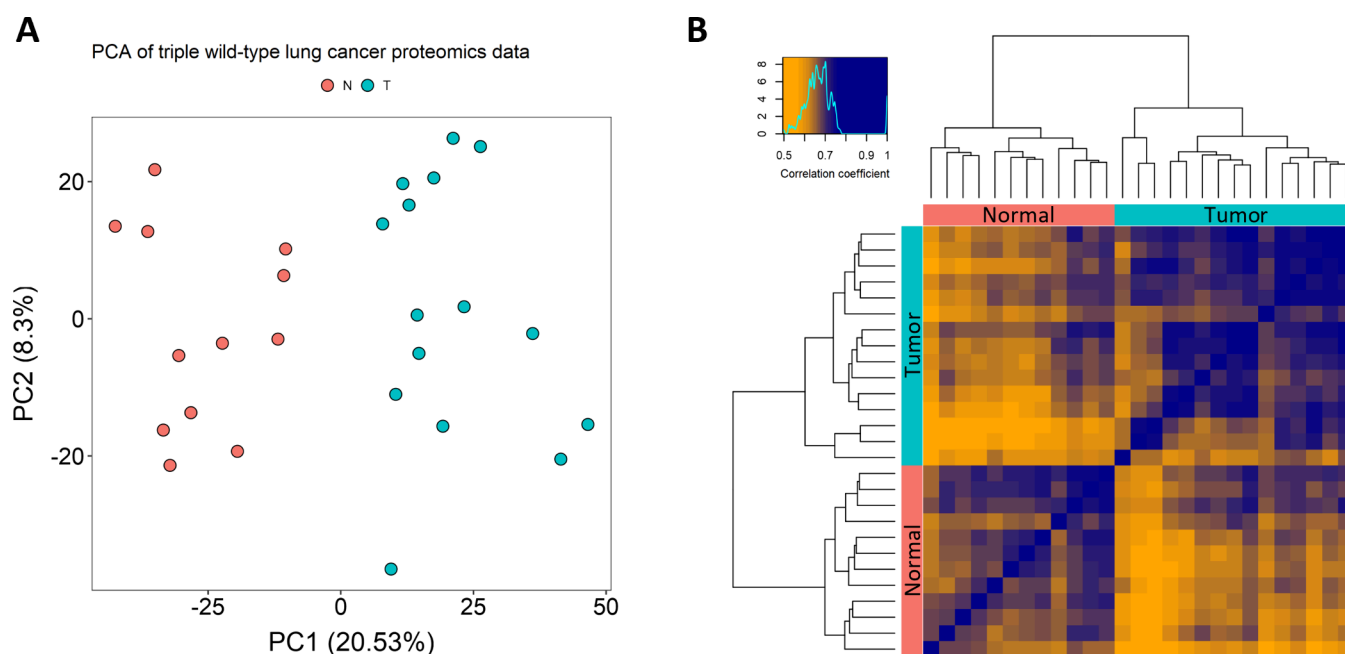 A
PCA of triple wild-type lung cancer proteomics data
N T
20
0
-20
PC2 (8.3%)
-25 0 25 50
PC1 (20.53%)
B
8
6
4
2
0
0.5 0.7 0.9 1
Correlation coefficient
Normal Tumor
Tumor
Normal